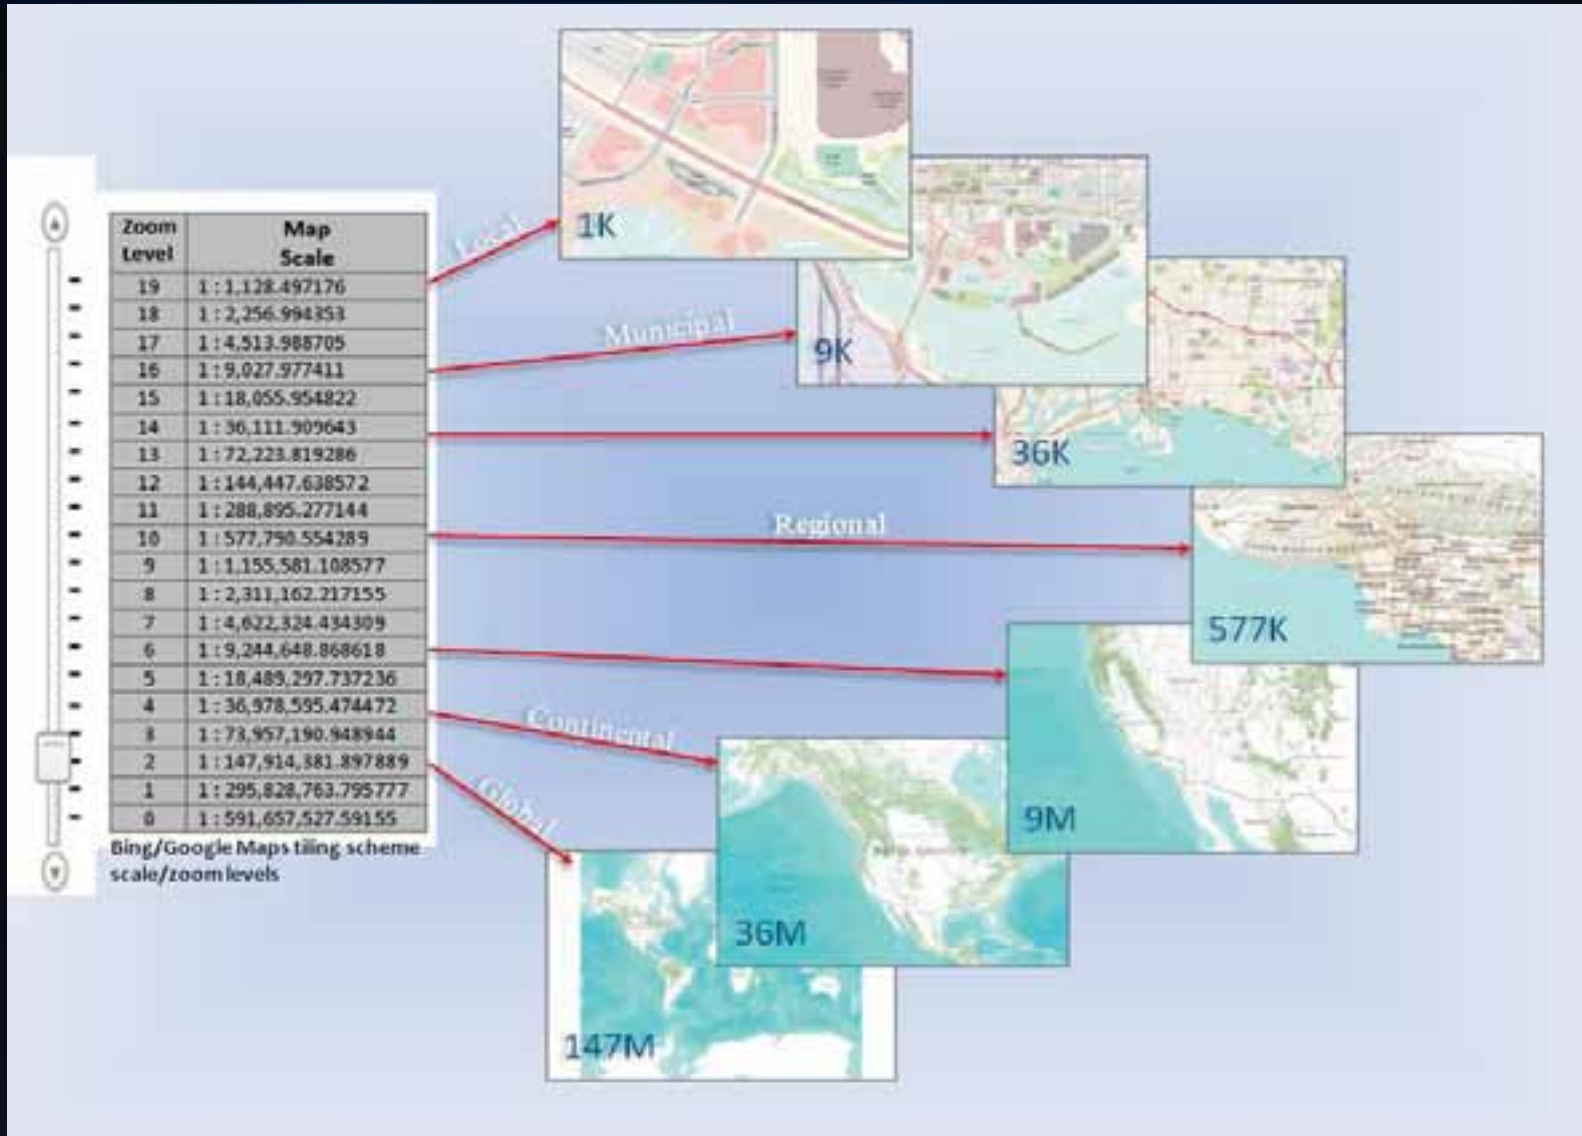 Zoom Level Map Scale
19 1 : 1,128.497176
18 1 : 2,256.994353
17 1 : 4,513.988705
16 1 : 9,027.977411
15 1 : 18,055.954822
14 1 : 36,111.909643
13 1 : 72,223.819286
12 1 : 144,447.638572
11 1 : 288,895.277144
10 1 : 577,790.554289
9 1 : 1,155,581.108577
8 1 : 2,311,162.217155
7 1 : 4,622,324.434309
6 1 : 9,244,648.868618
5 1 : 18,489,297.737236
4 1 : 36,978,595.474472
3 1 : 73,957,190.948944
2 1 : 147,914,381.897889
1 1 : 295,828,763.795777
0 1 : 591,657,527.59155
Bing/Google Maps tiling scheme
scale/zoom levels
Local
1K
Municipal
9K
36K
Regional
577K
9M
Continental
36M
Global
147M